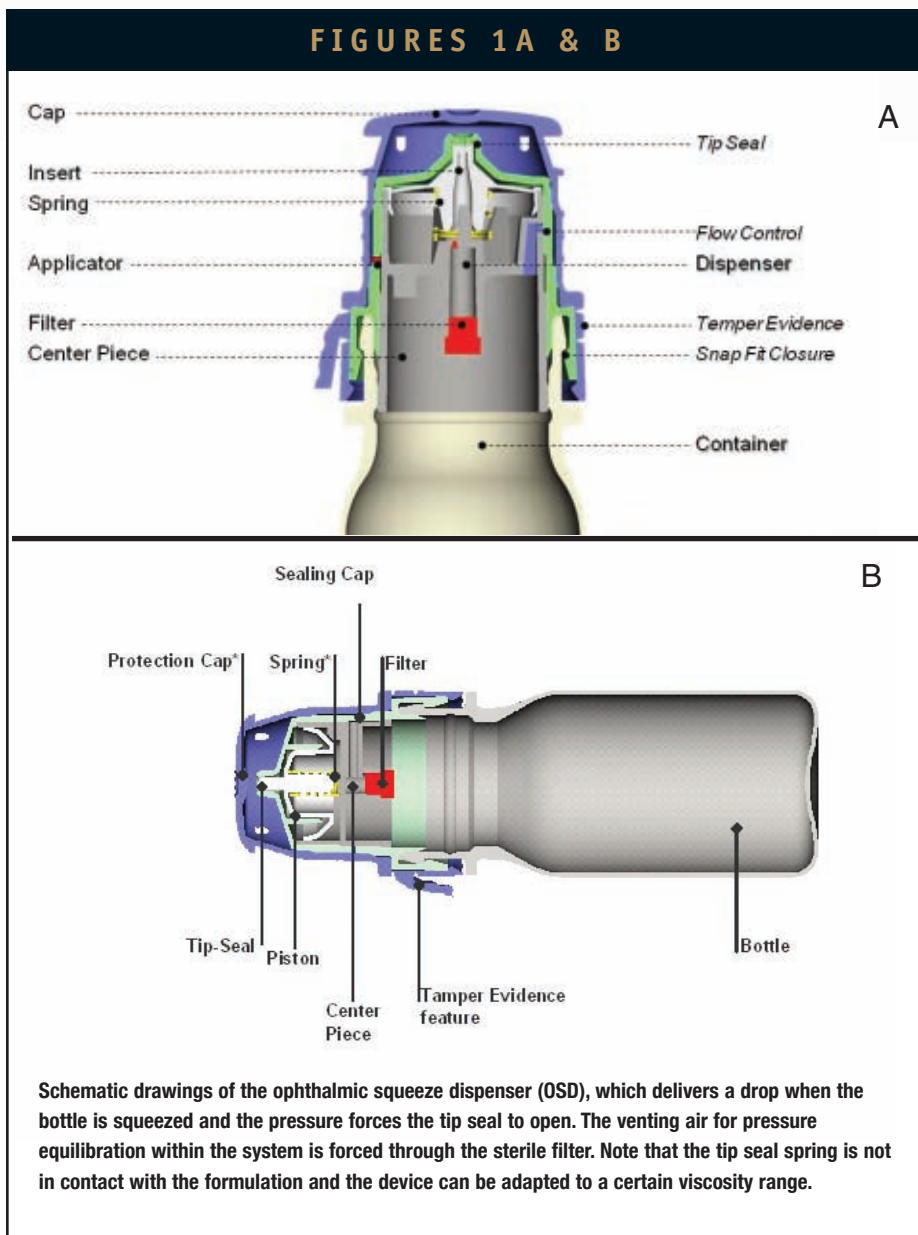 FIGURES 1A & B
A
Cap
Insert
Spring
Applicator
Filter
Center Piece
Tip Seal
Flow Control
Dispenser
Temper Evidence
Snap Fit Closure
Container
B
Sealing Cap
Protection Cap*
Spring*
Filter
Tip-Seal
Piston
Center
Piece
Tamper Evidence
feature
Bottle
Schematic drawings of the ophthalmic squeeze dispenser (OSD), which delivers a drop when the
bottle is squeezed and the pressure forces the tip seal to open. The venting air for pressure
equilibration within the system is forced through the sterile filter. Note that the tip seal spring is not
in contact with the formulation and the device can be adapted to a certain viscosity range.